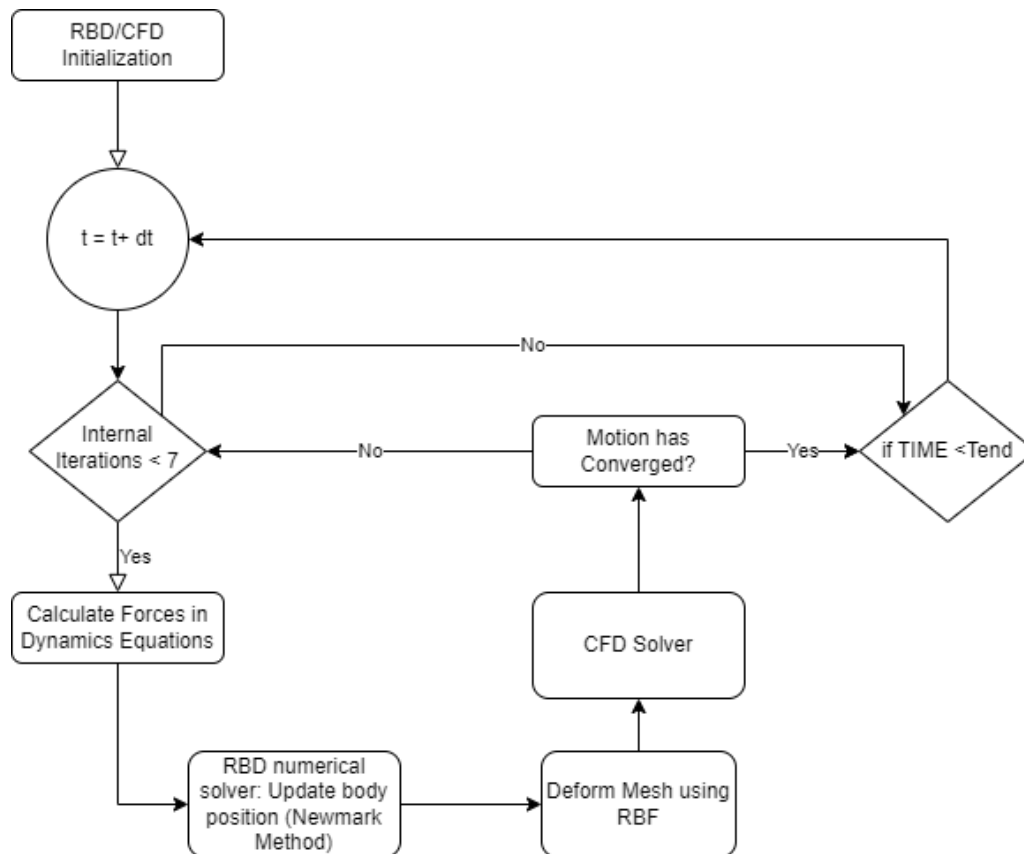 RBD/CFD
Initialization
t = t+ dt
No
Internal
Iterations < 7
No
Motion has
Converged?
Yes
if TIME <Tend
Yes
Calculate Forces in
Dynamics Equations
CFD Solver
RBD numerical
solver: Update body
position (Newmark
Method)
Deform Mesh using
RBF